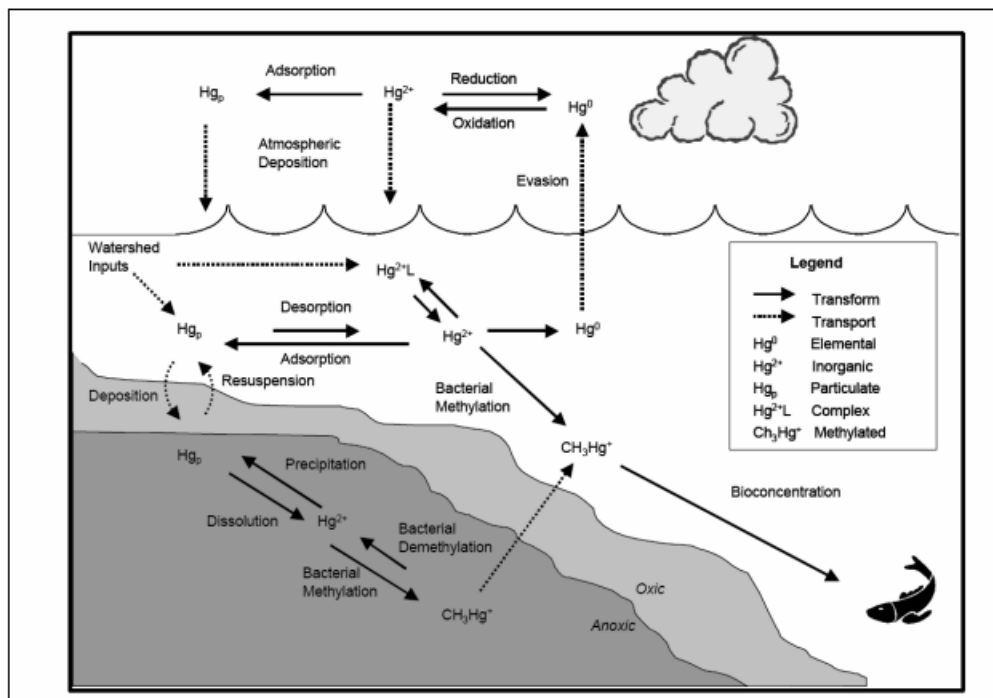 Adsorption
Reduction
Hgₚ
Hg²⁺
Hg⁰
Oxidation
Atmospheric
Deposition
Evasion
Watershed
Inputs
Hg²⁺L
Legend
Transform
Transport
Hg⁰ Elemental
Hg²⁺ Inorganic
Hgₚ Particulate
Hg²⁺L Complex
Ch₃Hg⁺ Methylated
Desorption
Hgₚ
Hg²⁺
Hg⁰
Adsorption
Resuspension
Deposition
Bacterial
Methylation
CH₃Hg⁺
Hgₚ
Precipitation
Bioconcentration
Dissolution
Hg²⁺
Bacterial
Demethylation
Bacterial
Methylation
CH₃Hg⁺
Oxic
Anoxic